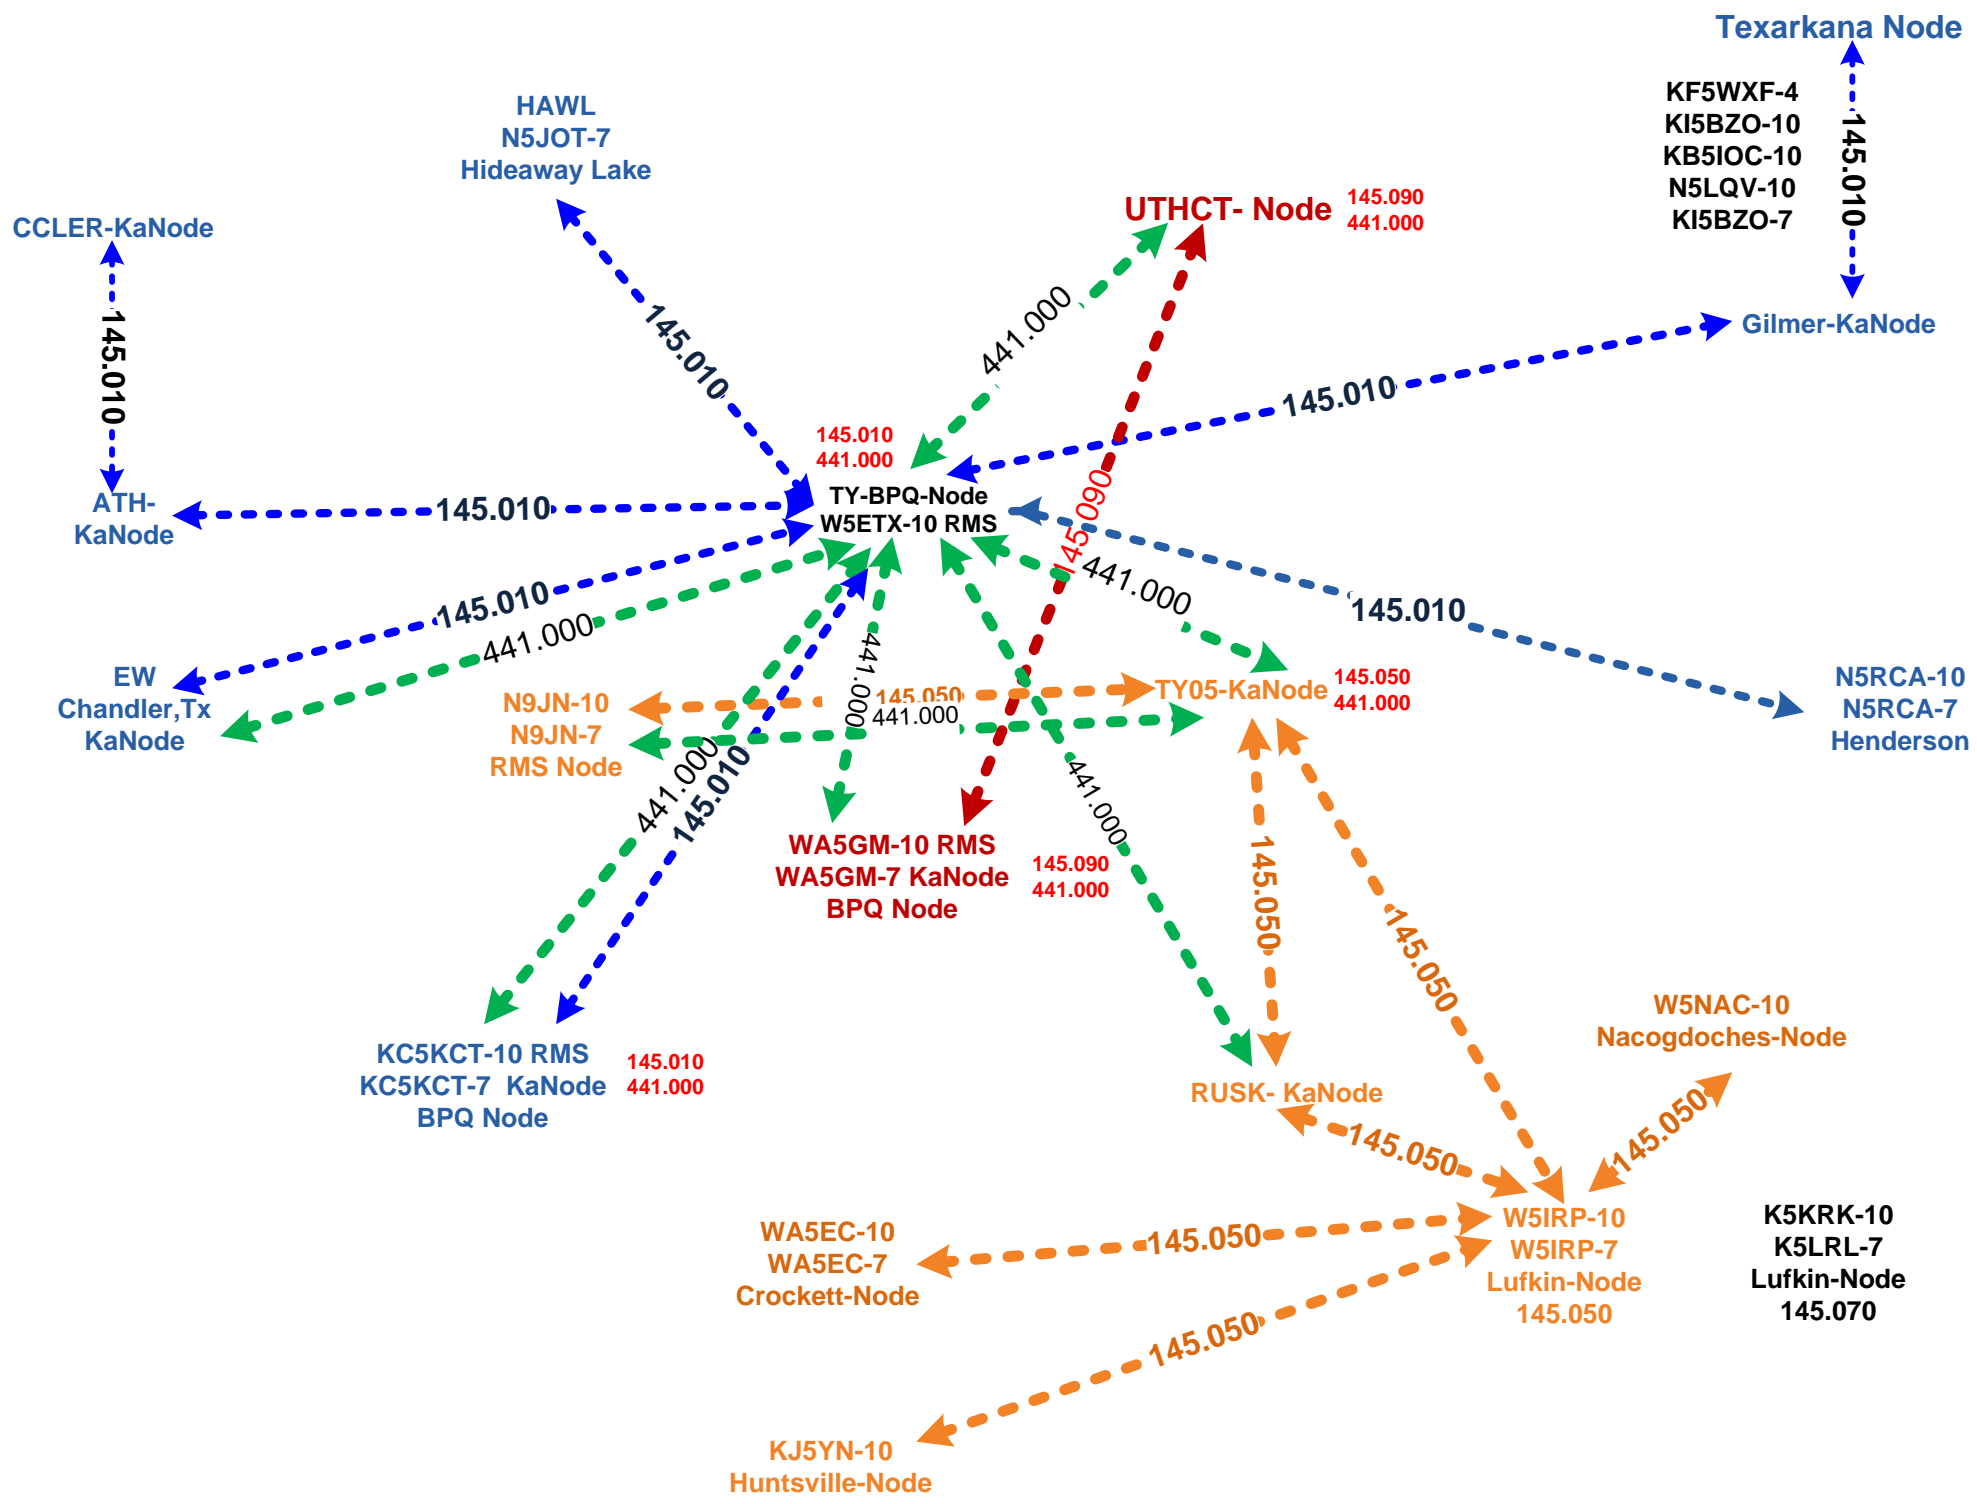 Texarkana Node
KF5WXF-4
KI5BZO-10
KB5IOC-10
N5LQV-10
KI5BZO-7
145.010
HAWL
N5JOT-7
Hideaway Lake
UTHCT- Node
145.090
441.000
CCLER-KaNode
145.010
145.010
441.000
Gilmer-KaNode
145.010
145.010
441.000
TY-BPQ-Node
W5ETX-10 RMS
145.090
ATH-
KaNode
145.010
441.000
145.010
441.000
145.010
EW
Chandler,Tx
KaNode
N9JN-10
N9JN-7
RMS Node
145.050
441.000
441.000
TY05-KaNode
145.050
441.000
N5RCA-10
N5RCA-7
Henderson
441.000
145.010
441.000
WA5GM-10 RMS
WA5GM-7 KaNode
BPQ Node
145.090
441.000
145.050
145.050
KC5KCT-10 RMS
KC5KCT-7  KaNode
BPQ Node
145.010
441.000
W5NAC-10
Nacogdoches-Node
RUSK- KaNode
145.050
145.050
WA5EC-10
WA5EC-7
Crockett-Node
145.050
W5IRP-10
W5IRP-7
Lufkin-Node
145.050
K5KRK-10
K5LRL-7
Lufkin-Node
145.070
145.050
KJ5YN-10
Huntsville-Node